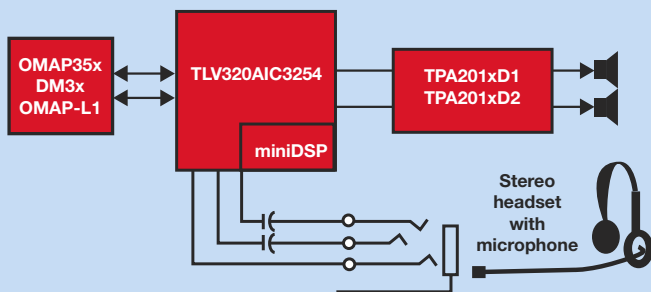 OMAP35x
DM3x
OMAP-L1
TLV320AIC3254
miniDSP
TPA201xD1
TPA201xD2
Stereo
headset
with
microphone